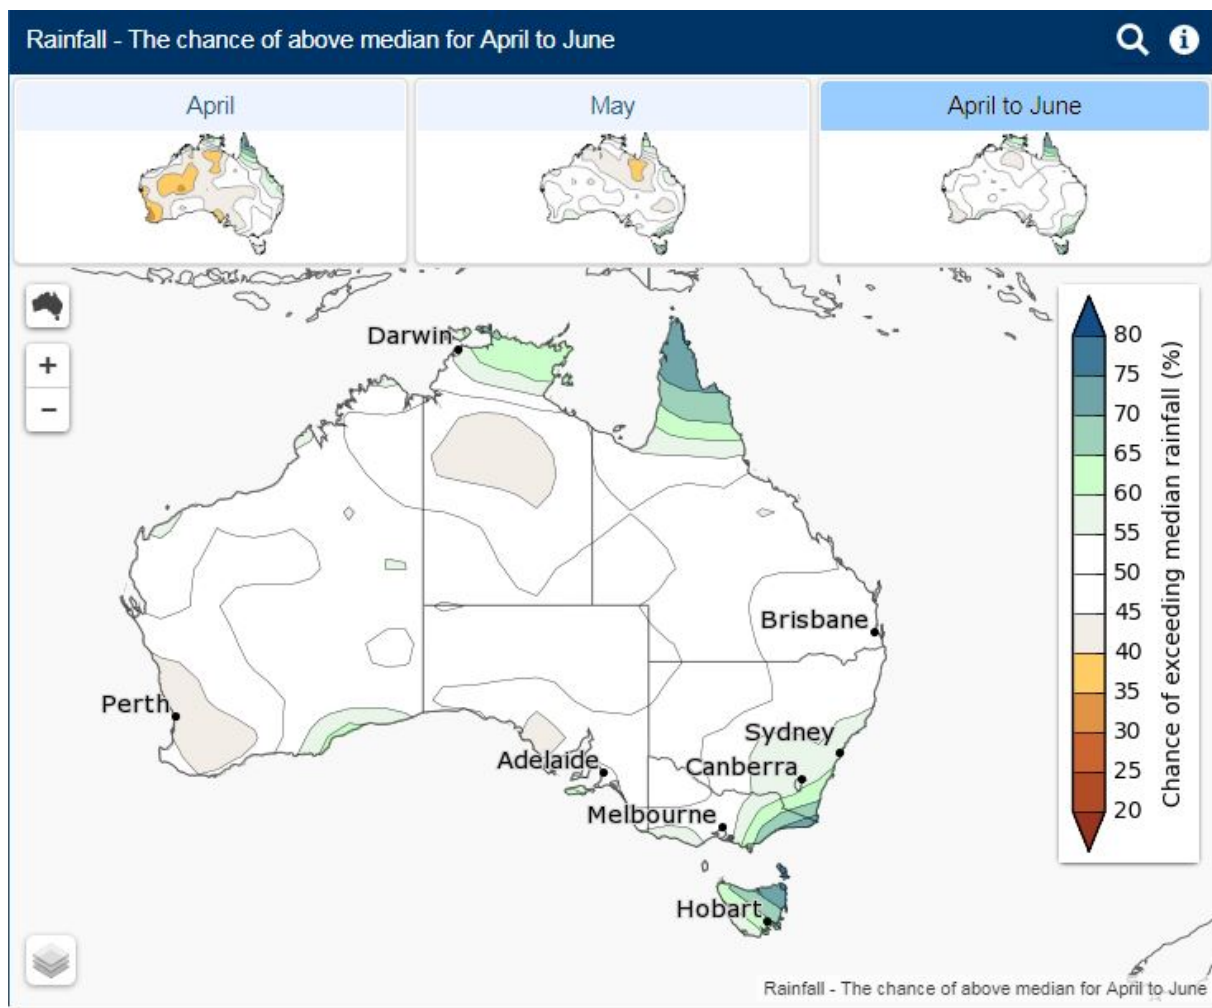 Rainfall - The chance of above median for April to June
April
May
April to June
+
−
Darwin
Brisbane
Perth
Sydney
Adelaide
Canberra
Melbourne
Hobart
80
75
70
65
60
55
50
45
40
35
30
25
20
Chance of exceeding median rainfall (%)
Rainfall - The chance of above median for April to June